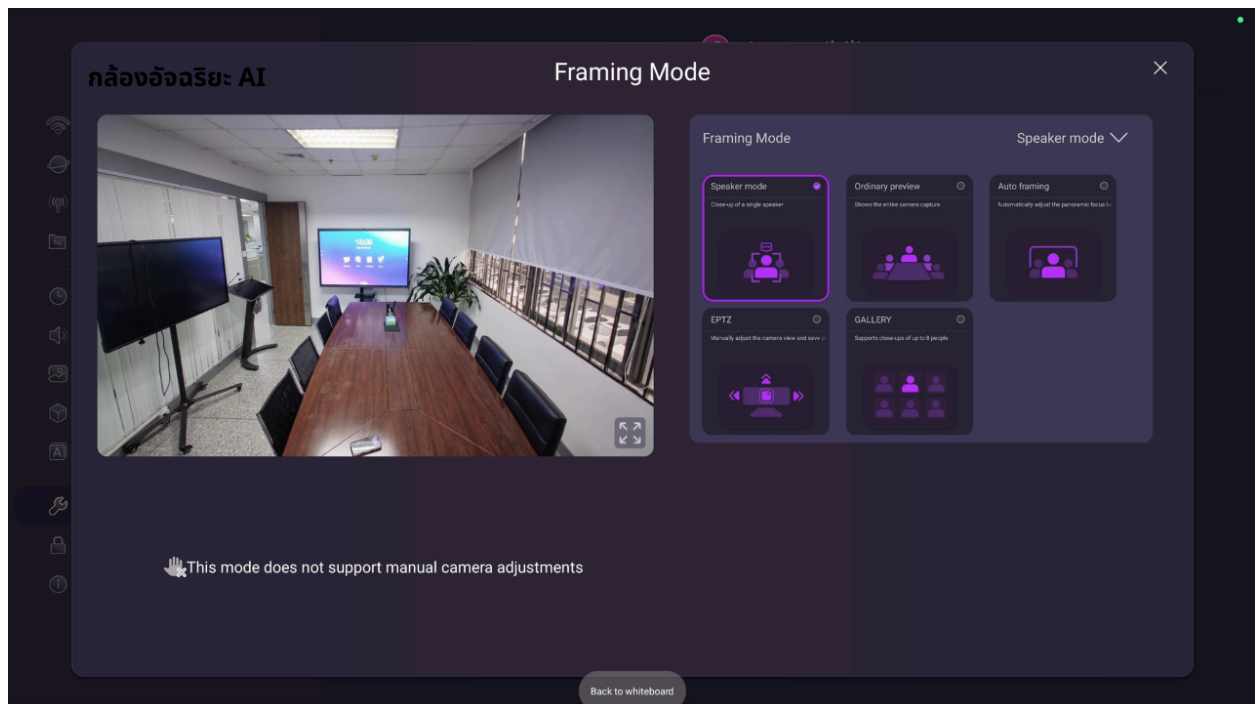 กล้องอัจฉริยะ AI
Framing Mode
Framing Mode
Speaker mode
Speaker mode
Close-up of a single speaker
Ordinary preview
Shows the entire camera capture
Auto framing
Automatically adjust the panoramic focus
EPTZ
Manually adjust the camera view and save
GALLERY
Supports close-ups of up to 8 people
This mode does not support manual camera adjustments
Back to whiteboard